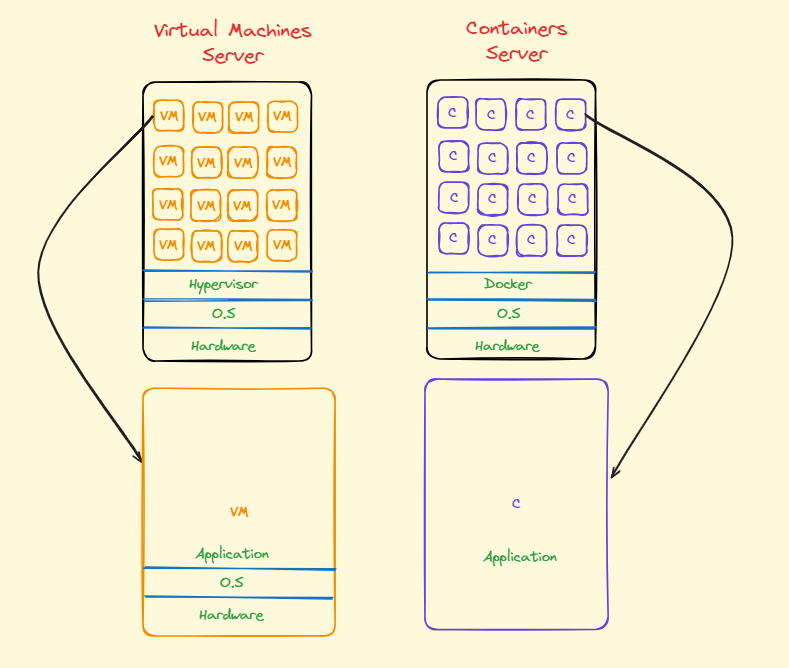 Virtual Machines
Server
VM VM VM VM
VM VM VM VM
VM VM VM VM
VM VM VM VM
Hypervisor
O.S
Hardware
VM
Application
O.S
Hardware
Containers
Server
C C C C
C C C C
C C C C
C C C C
Docker
O.S
Hardware
C
Application